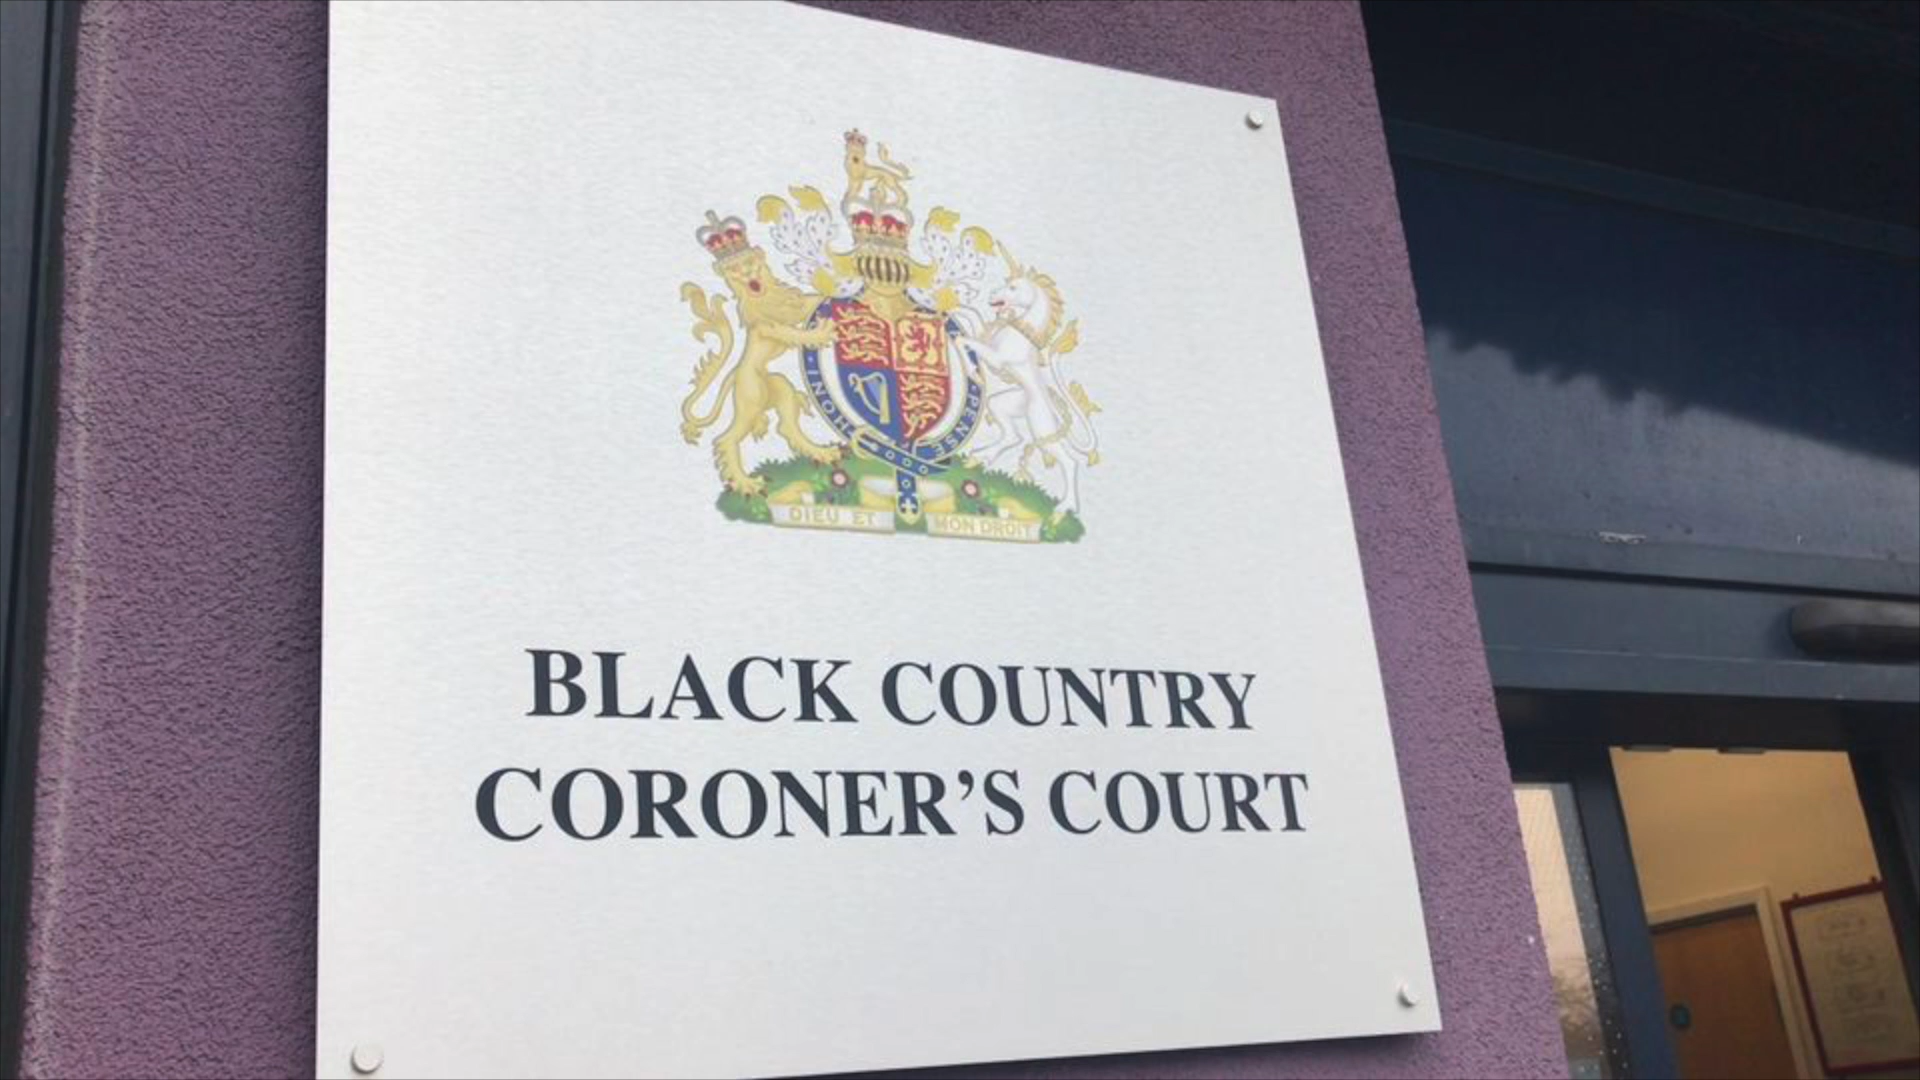 HONI
PENSE
DIEU ET MON DROIT
BLACK COUNTRY
CORONER'S COURT